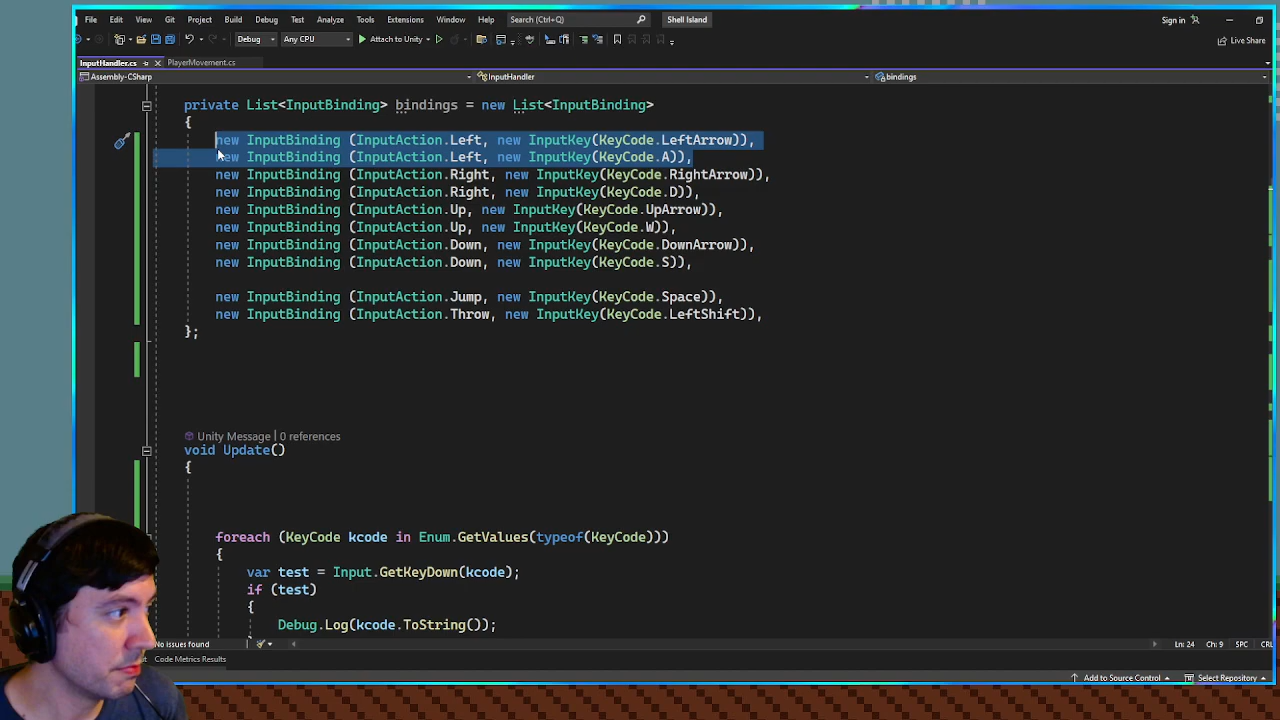 File Edit View Git Project Build Debug Test Analyze Tools Extensions Window Help Search (Ctrl+Q) Shell Island Sign in
Debug Any CPU Attach to Unity Live Share
InputHandler.cs PlayerMovement.cs
Assembly-CSharp InputHandler bindings
private List<InputBinding> bindings = new List<InputBinding>
{
new InputBinding (InputAction.Left, new InputKey(KeyCode.LeftArrow)),
new InputBinding (InputAction.Left, new InputKey(KeyCode.A)),
new InputBinding (InputAction.Right, new InputKey(KeyCode.RightArrow)),
new InputBinding (InputAction.Right, new InputKey(KeyCode.D)),
new InputBinding (InputAction.Up, new InputKey(KeyCode.UpArrow)),
new InputBinding (InputAction.Up, new InputKey(KeyCode.W)),
new InputBinding (InputAction.Down, new InputKey(KeyCode.DownArrow)),
new InputBinding (InputAction.Down, new InputKey(KeyCode.S)),
new InputBinding (InputAction.Jump, new InputKey(KeyCode.Space)),
new InputBinding (InputAction.Throw, new InputKey(KeyCode.LeftShift)),
};
Unity Message | 0 references
void Update()
{
foreach (KeyCode kcode in Enum.GetValues(typeof(KeyCode)))
{
var test = Input.GetKeyDown(kcode);
if (test)
{
Debug.Log(kcode.ToString());
No issues found Ln: 24 Ch: 9 SPC
Code Metrics Results
Add to Source Control Select Repository